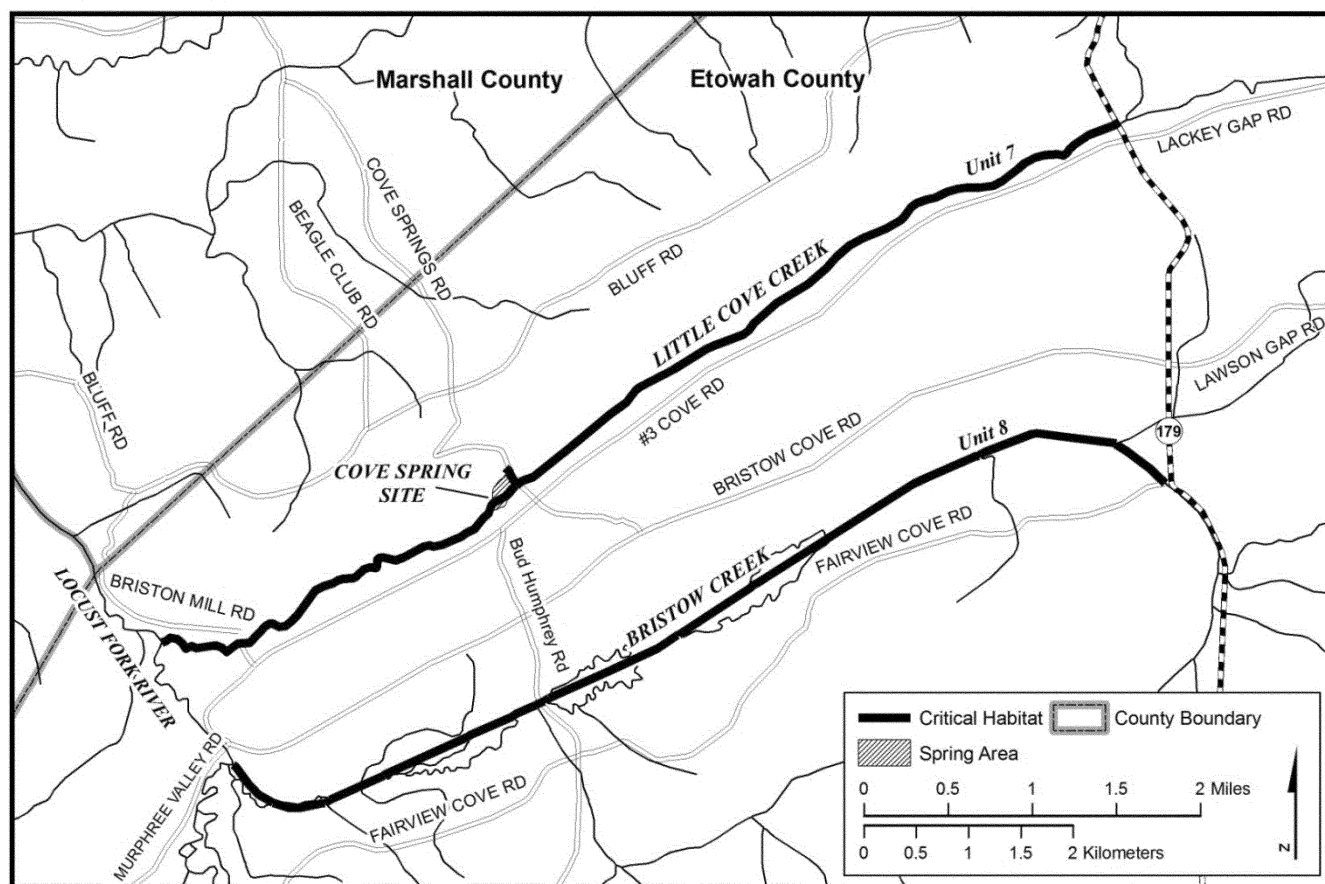 Marshall County
Etowah County
LACKEY GAP RD
Unit 7
COVE SPRINGS RD
BEAGLE CLUB RD
BLUFF RD
LITTLE COVE CREEK
LAWSON GAP RD
BLUFF RD
#3 COVE RD
Unit 8
179
BRISTOW COVE RD
COVE SPRING
SITE
FAIRVIEW COVE RD
Bud Humphrey Rd
BRISTON MILL RD
LOCUST FORK RIVER
BRISTOW CREEK
MURPHREE VALLEY RD
FAIRVIEW COVE RD
Critical Habitat
County Boundary
Spring Area
0 0.5 1 1.5 2 Miles
0 0.5 1 1.5 2 Kilometers
N